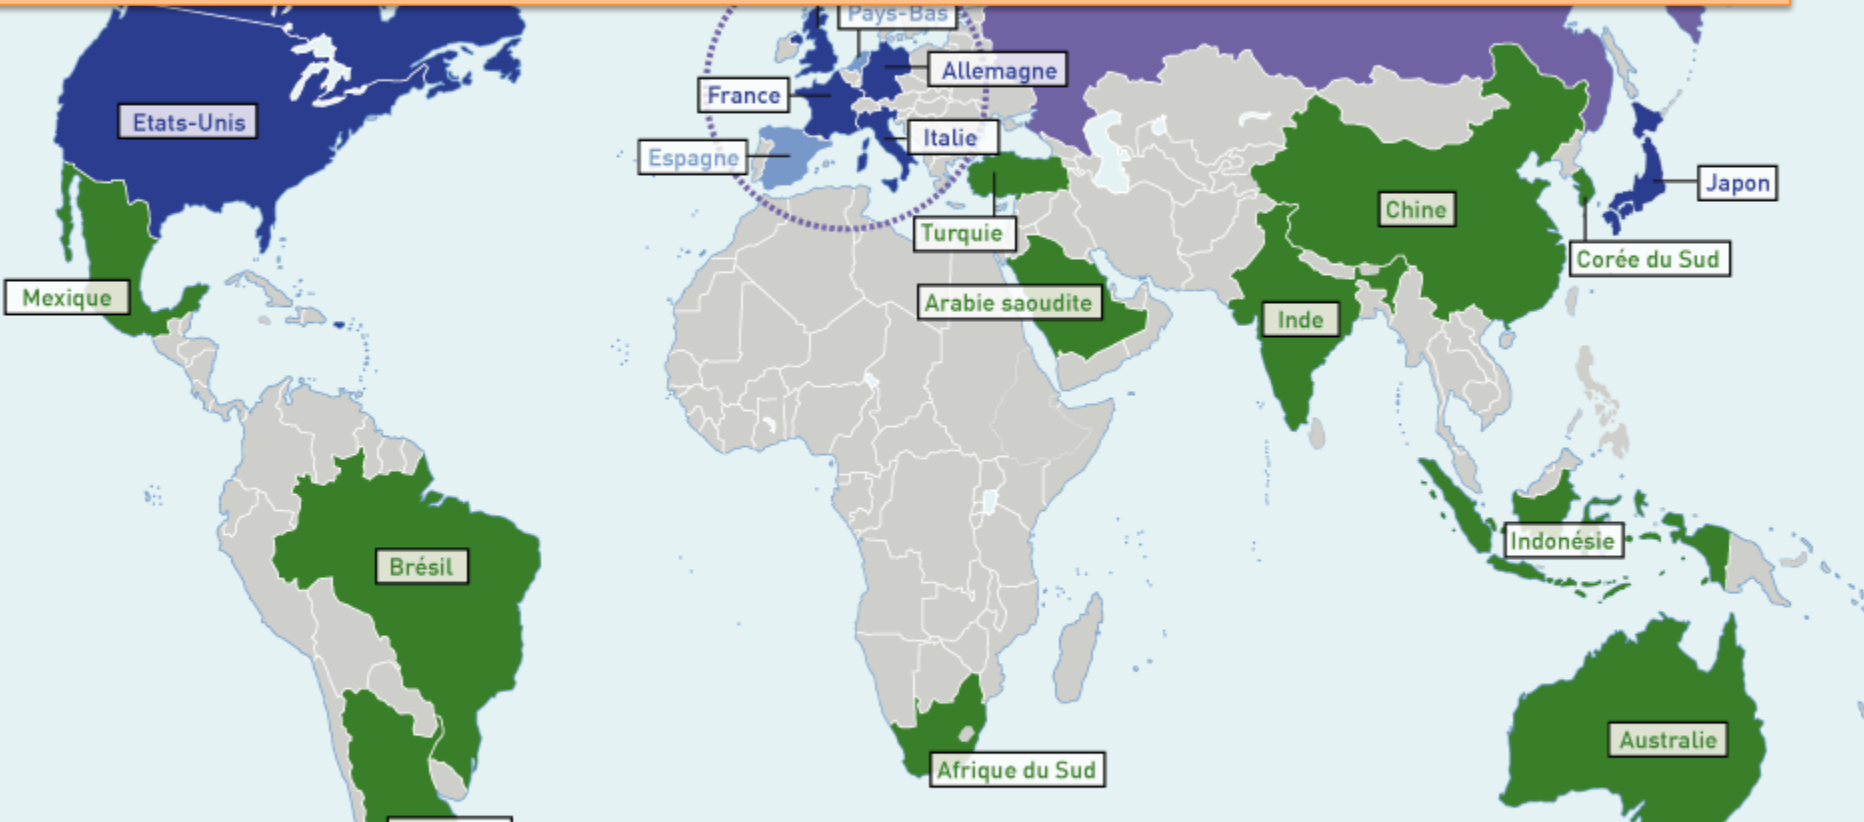 Pays-Bas
Allemagne
France
Etats-Unis
Italie
Espagne
Japon
Chine
Turquie
Corée du Sud
Mexique
Arabie saoudite
Inde
Indonésie
Brésil
Australie
Afrique du Sud